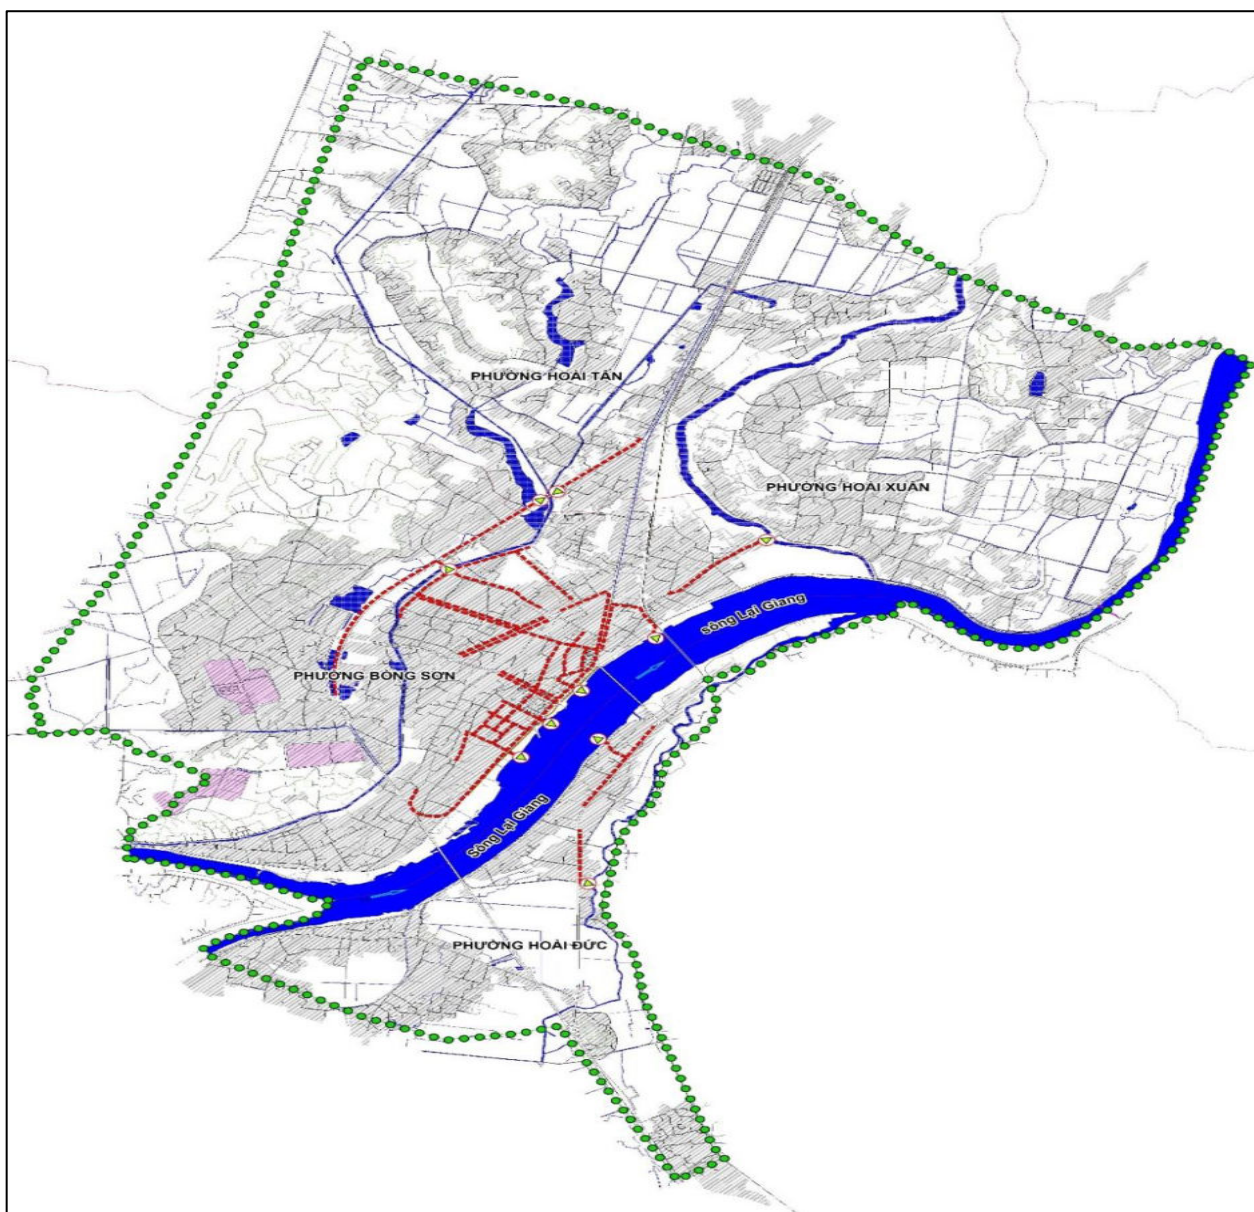 PHƯỜNG HOÀI TÂN
PHƯỜNG HOÀI XUÂN
sông Lại Giang
PHƯỜNG BỒNG SƠN
Sông Lại Giang
PHƯỜNG HOÀI ĐỨC